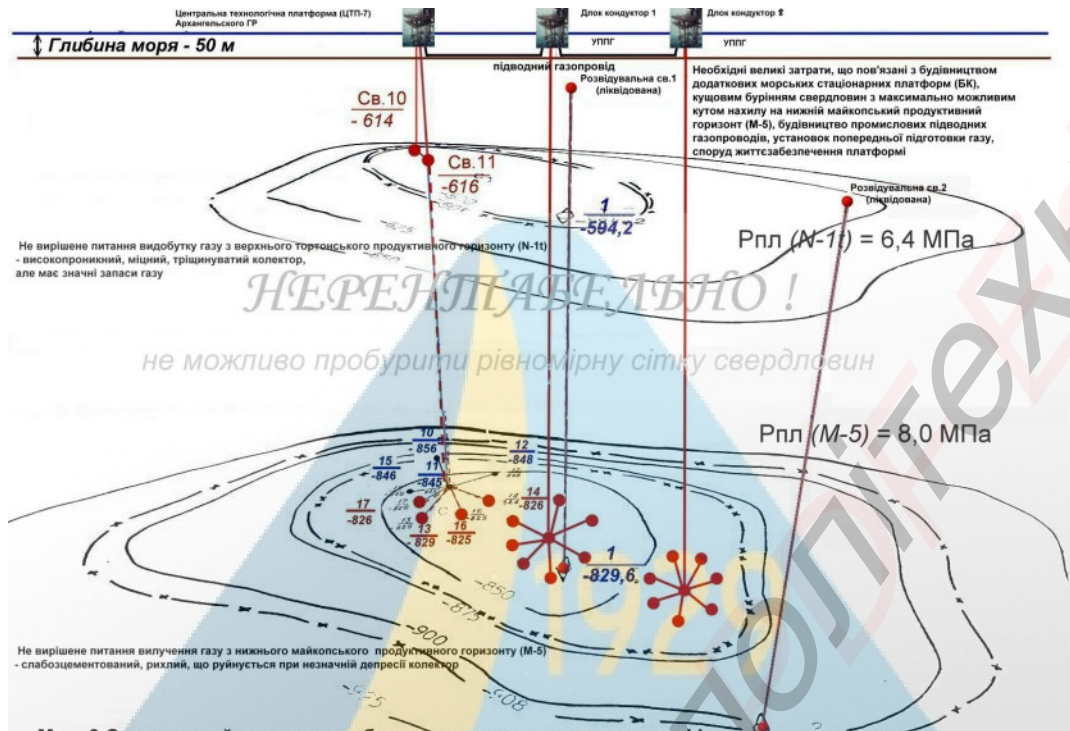 Центральна технологічна платформа (ЦТП-7)
Архангельского ГР
Длок кондуктор 1
Длок кондуктор 2
Глибина моря - 50 м
УППГ
УППГ
підводний газопровід
Розвідувальна св.1
(ліквідована)
Необхідні великі затрати, що пов'язані з будівництвом
додаткових морських стаціонарних платформ (БК),
кущовим бурінням свердловин з максимально можливим
кутом нахилу на нижній майкопський продуктивний
горизонт (М-5), будівництво промислових підводних
газопроводів, установок попередньої підготовки газу,
споруд життєзабезпечення платформі
Св.10
- 614
Св.11
-616
Розвідувальна св.2
(ліквідована)
1
-594,2
Рпл (N-1t) = 6,4 МПа
Не вирішене питання видобутку газу з верхнього тортонського продуктивного горизонту (N-1t)
- високопроникний, міцний, тріщинуватий колектор,
але має значні запаси газу
НЕРЕНТАБЕЛЬНО !
не можливо пробурити рівномірну сітку свердловин
Рпл (М-5) = 8,0 МПа
10
-856
12
-848
15
-846
11
-845
17
-826
14
-826
13
-829
16
-825
1
-829,6
-850
-875
-900
-908
1928
Не вирішене питання вилучення газу з нижнього майкопського продуктивного горизонту (М-5)
- слабозцементований, рихлий, що руйнується при незначній депресії колектор